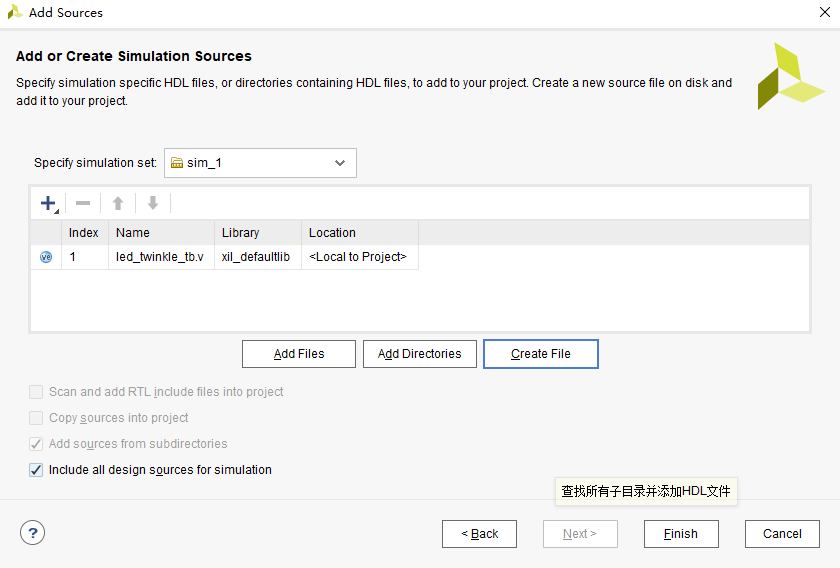 Add Sources
Add or Create Simulation Sources
Specify simulation specific HDL files, or directories containing HDL files, to add to your project. Create a new source file on disk and
add it to your project.
Specify simulation set: sim_1
Index Name Library Location
1 led_twinkle_tb.v xil_defaultlib <Local to Project>
Add Files Add Directories Create File
Scan and add RTL include files into project
Copy sources into project
Add sources from subdirectories
Include all design sources for simulation
查找所有子目录并添加HDL文件
? < Back Next > Finish Cancel